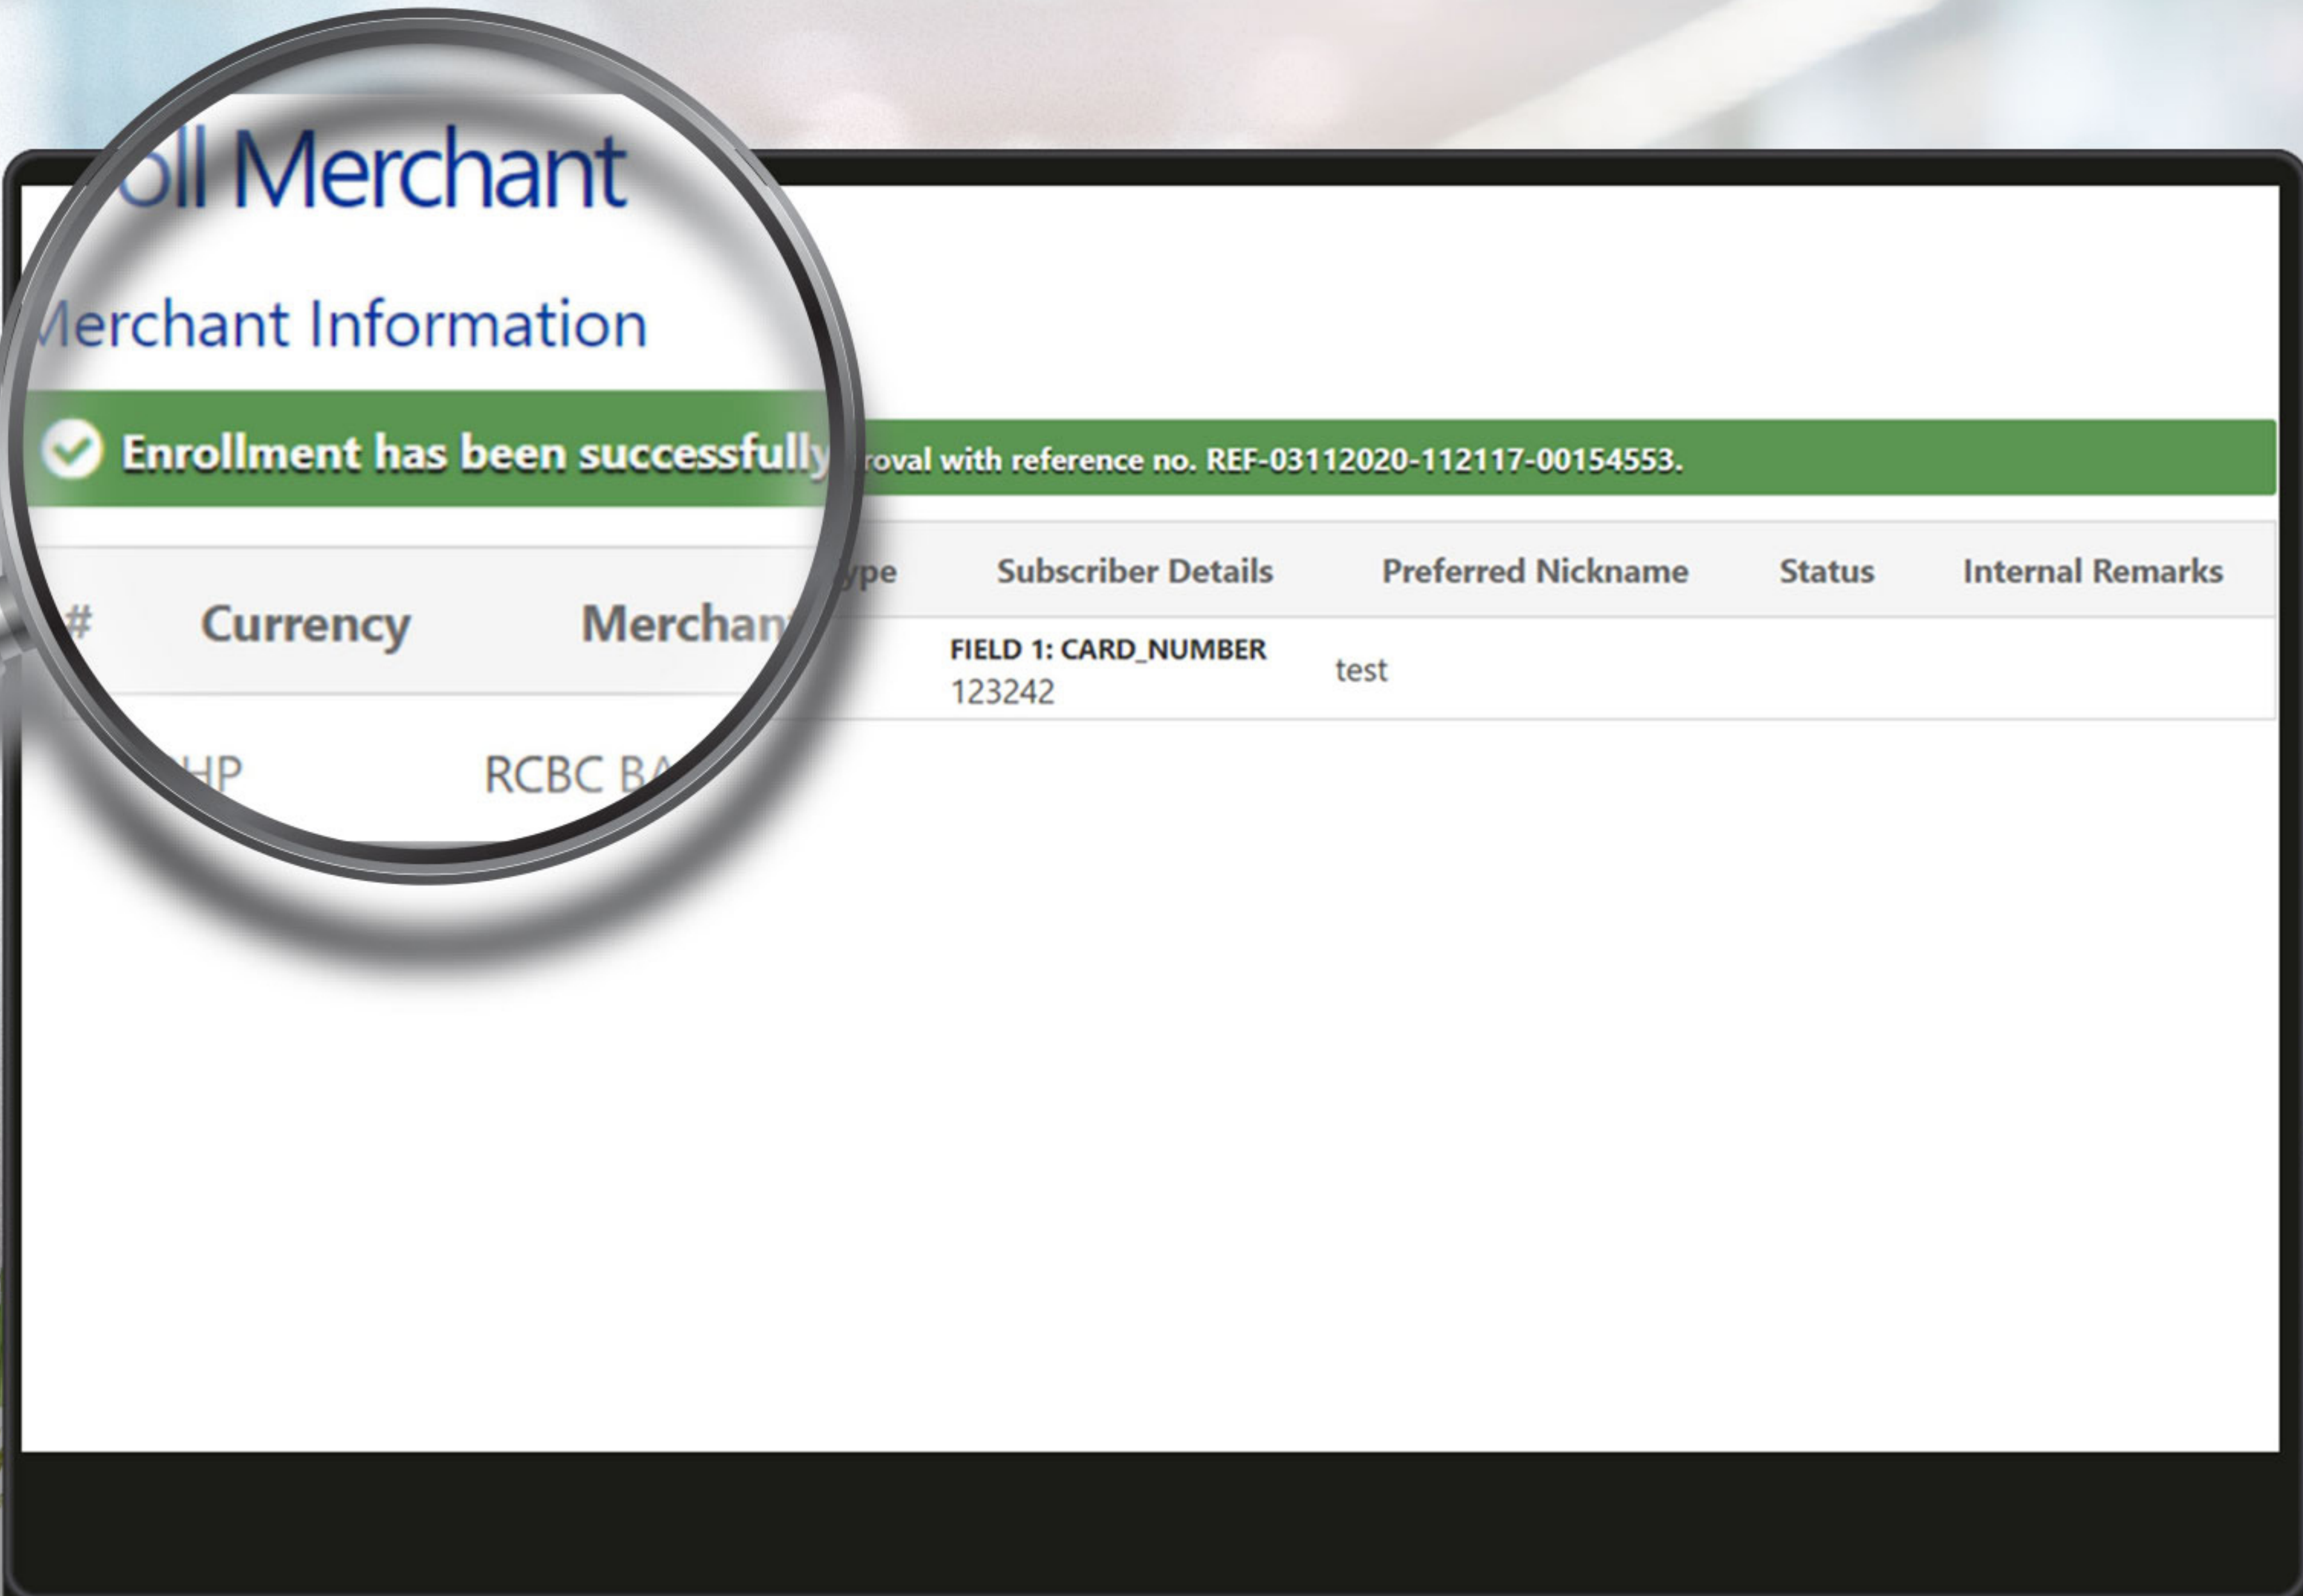 Merchant
Merchant Information
Enrollment has been successfully
with reference no. REF-03112020-112117-00154553.
# Currency Merchant
Subscriber Details Preferred Nickname Status Internal Remarks
FIELD 1: CARD_NUMBER
123242
test
RCBC